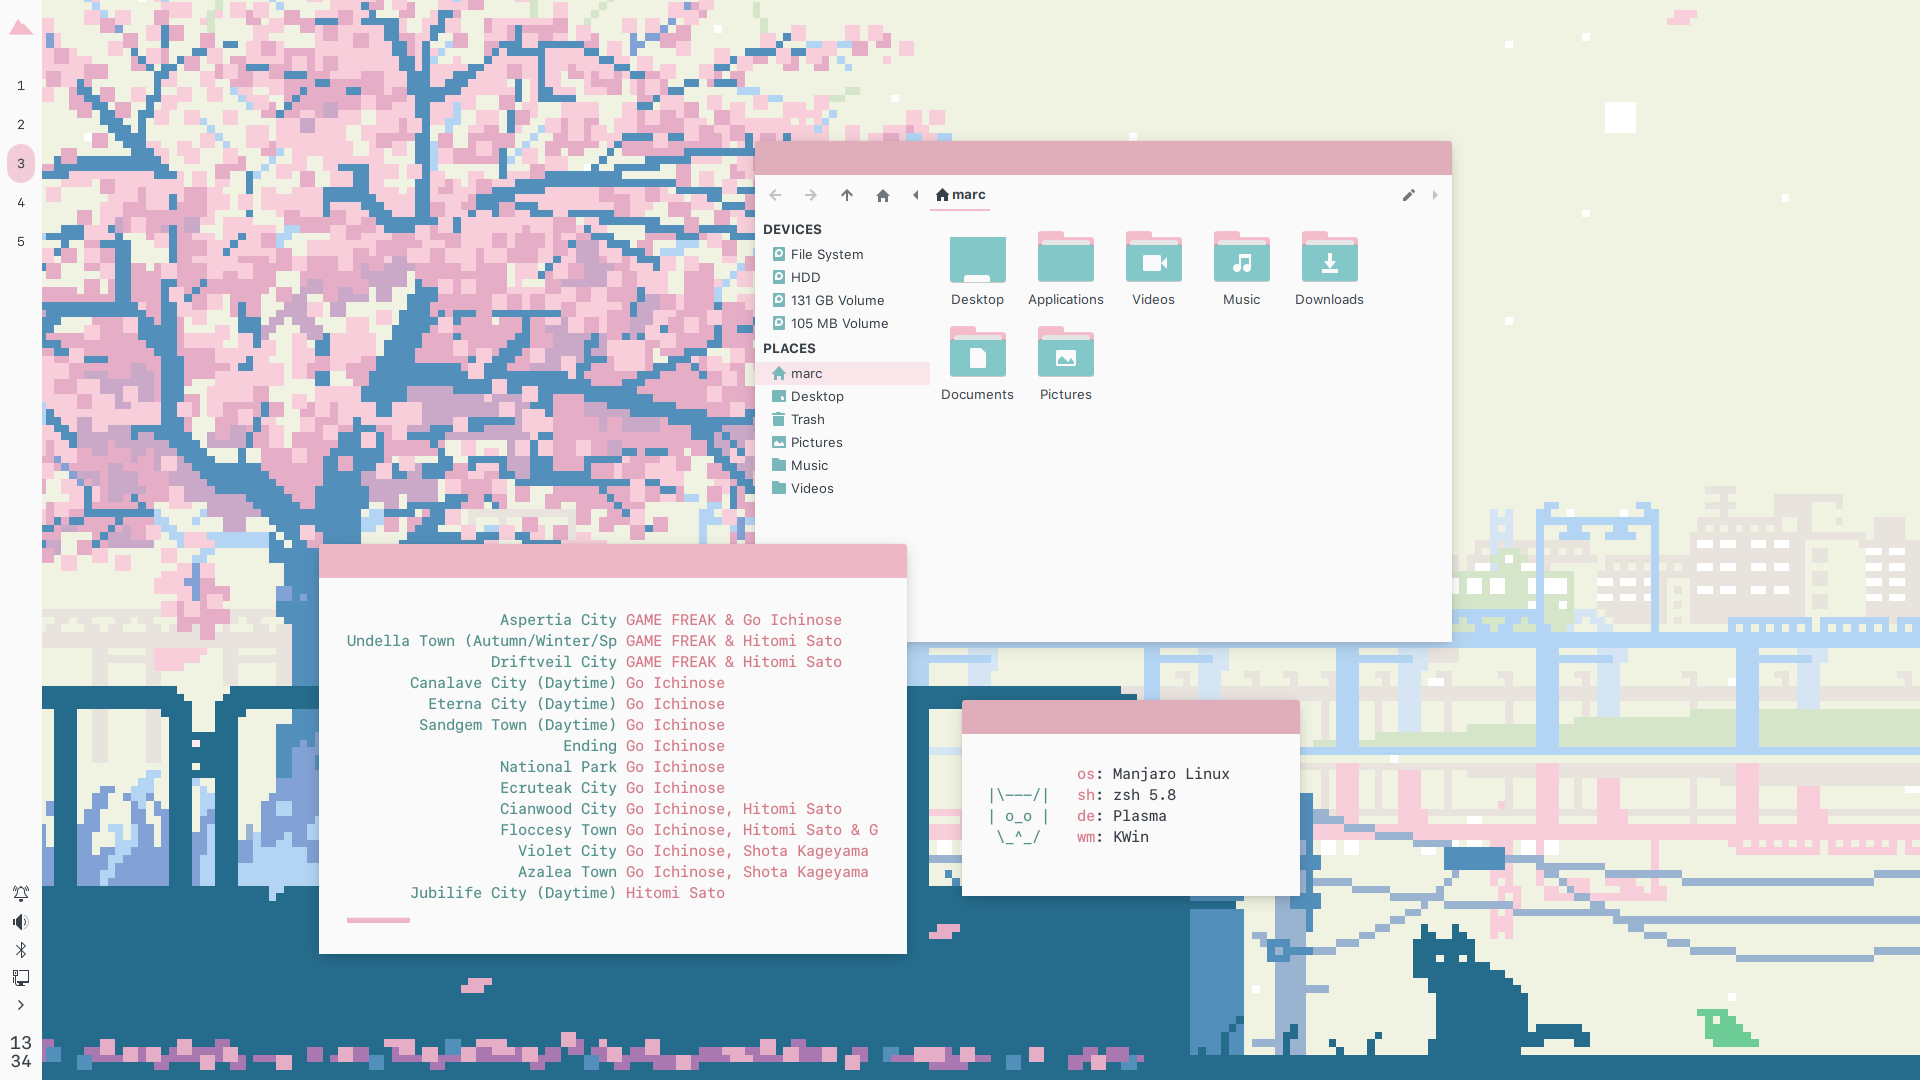 1
2
3
4
5
13
34
marc
DEVICES
File System
HDD
131 GB Volume
105 MB Volume
PLACES
marc
Desktop
Trash
Pictures
Music
Videos
Desktop
Applications
Videos
Music
Downloads
Documents
Pictures
Aspertia City GAME FREAK & Go Ichinose
Undella Town (Autumn/Winter/Sp GAME FREAK & Hitomi Sato
Driftveil City GAME FREAK & Hitomi Sato
Canalave City (Daytime) Go Ichinose
Eterna City (Daytime) Go Ichinose
Sandgem Town (Daytime) Go Ichinose
Ending Go Ichinose
National Park Go Ichinose
Ecruteak City Go Ichinose
Cianwood City Go Ichinose, Hitomi Sato
Floccesy Town Go Ichinose, Hitomi Sato & G
Violet City Go Ichinose, Shota Kageyama
Azalea Town Go Ichinose, Shota Kageyama
Jubilife City (Daytime) Hitomi Sato
os: Manjaro Linux
|\---/| sh: zsh 5.8
| o_o | de: Plasma
\_^_/ wm: KWin